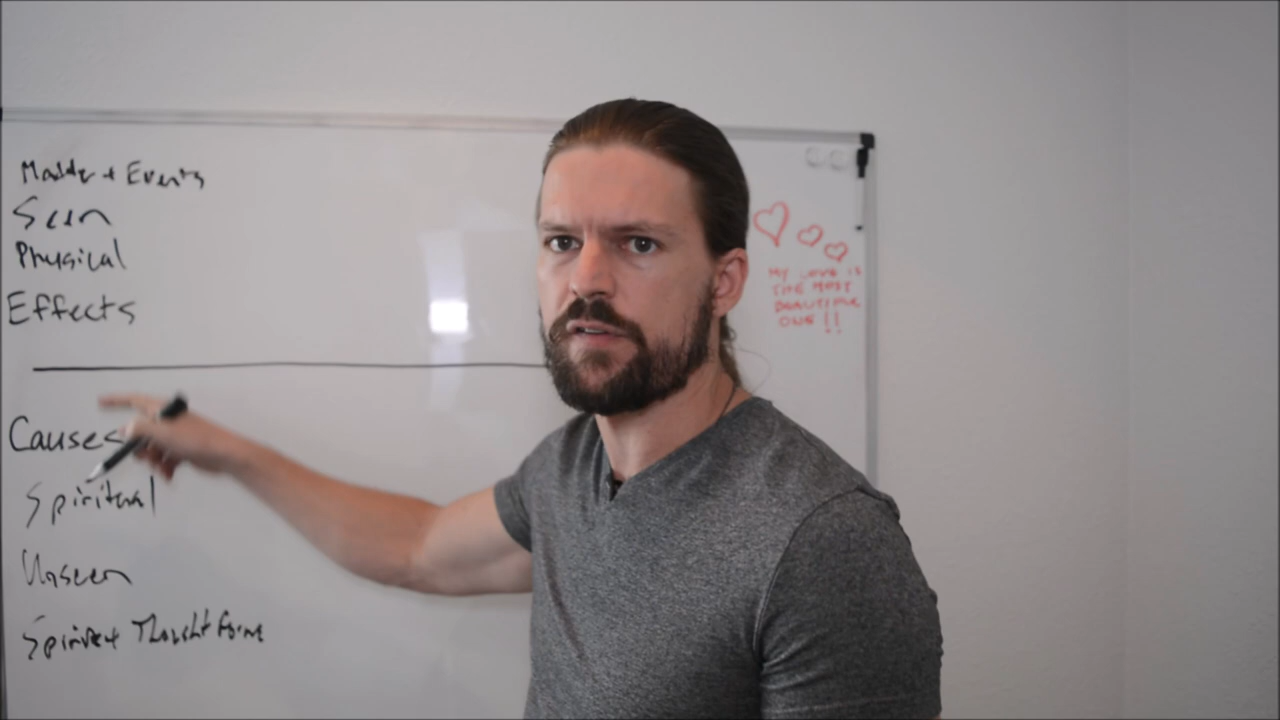 Matter + Events
Seen
Physical
Effects
Causes
Spiritual
Unseen
Spirit + Thought form
MY LOVE IS
THE MOST
BEAUTIFUL
ONE!!